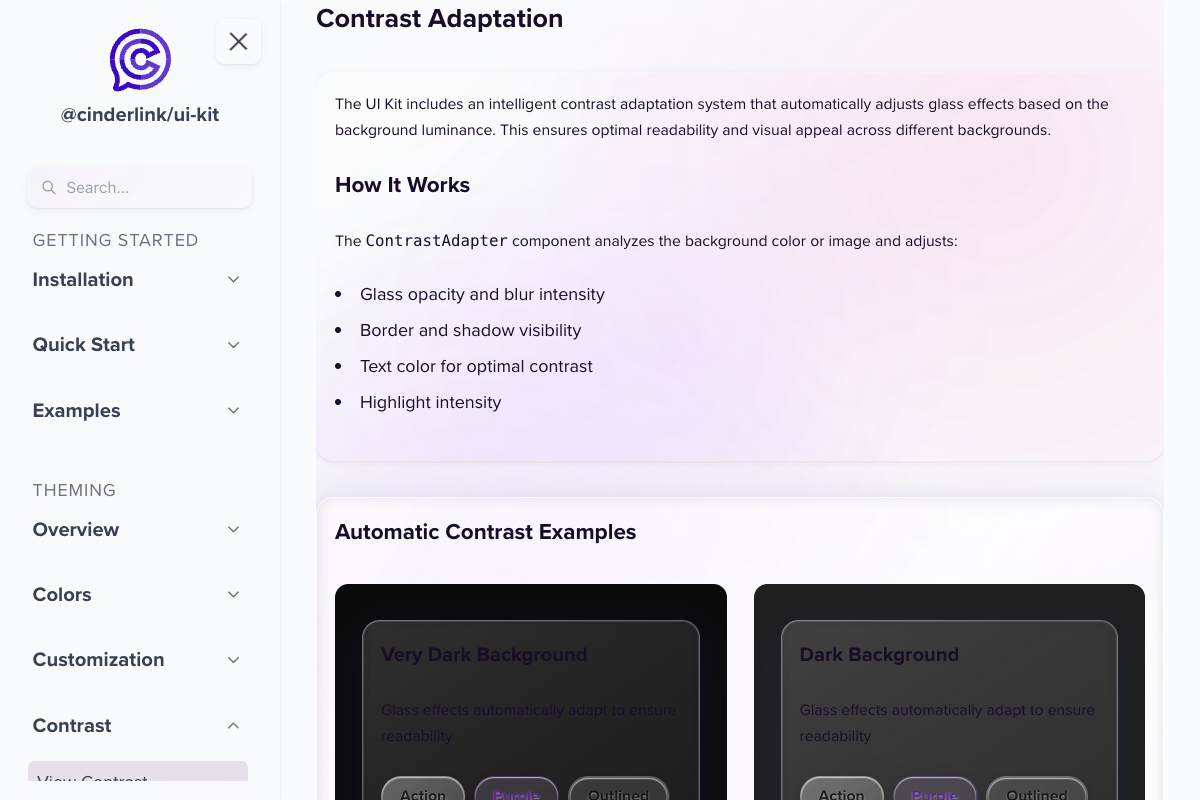 @cinderlink/ui-kit
Search...
GETTING STARTED
Installation
Quick Start
Examples
THEMING
Overview
Colors
Customization
Contrast
View Contrast
Contrast Adaptation
The UI Kit includes an intelligent contrast adaptation system that automatically adjusts glass effects based on the
background luminance. This ensures optimal readability and visual appeal across different backgrounds.
How It Works
The ContrastAdapter component analyzes the background color or image and adjusts:
• Glass opacity and blur intensity
• Border and shadow visibility
• Text color for optimal contrast
• Highlight intensity
Automatic Contrast Examples
Very Dark Background
Glass effects automatically adapt to ensure
readability
Action Purple Outlined
Dark Background
Glass effects automatically adapt to ensure
readability
Action Purple Outlined